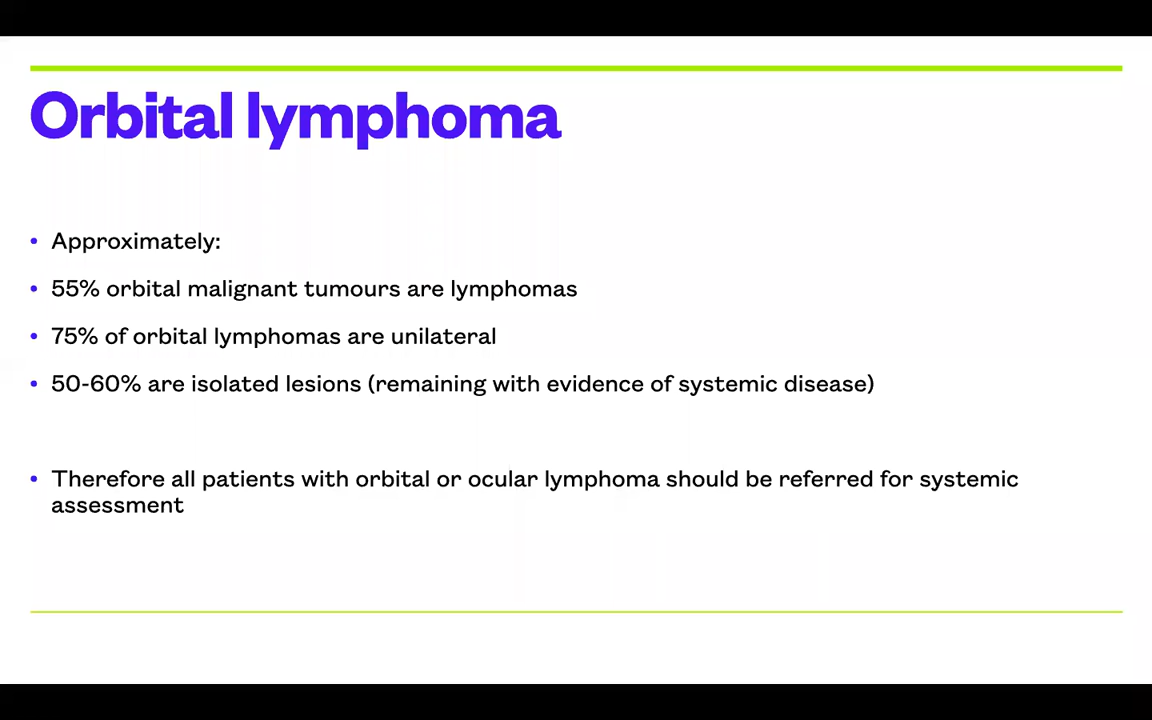 Orbital lymphoma
• Approximately:
• 55% orbital malignant tumours are lymphomas
• 75% of orbital lymphomas are unilateral
• 50-60% are isolated lesions (remaining with evidence of systemic disease)
• Therefore all patients with orbital or ocular lymphoma should be referred for systemic
assessment